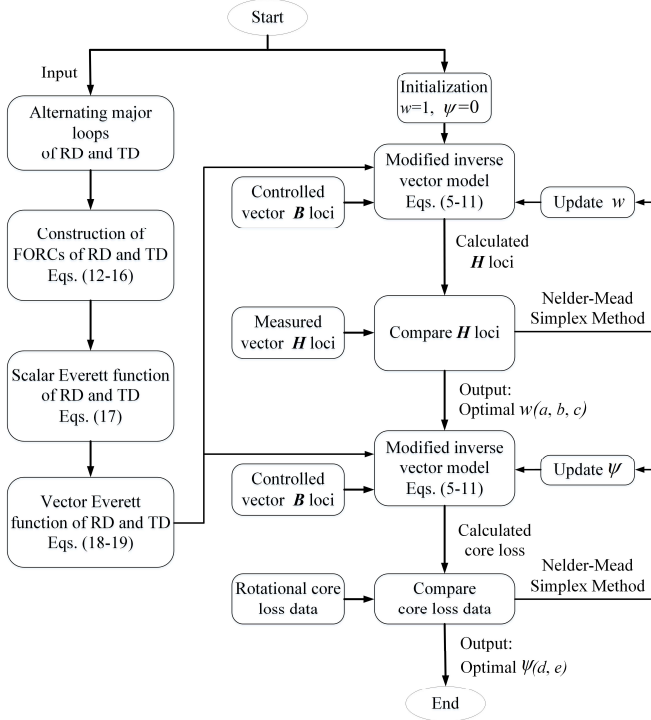 Start
Input
Alternating major
loops
of RD and TD
Construction of
FORCs of RD and TD
Eqs. (12-16)
Scalar Everett function
of RD and TD
Eqs. (17)
Vector Everett
function of RD and TD
Eqs. (18-19)
Initialization
w=1, ψ=0
Modified inverse
vector model
Eqs. (5-11)
Controlled
vector B loci
Update w
Calculated
H loci
Measured
vector H loci
Compare H loci
Nelder-Mead
Simplex Method
Output:
Optimal w(a, b, c)
Modified inverse
vector model
Eqs. (5-11)
Controlled
vector B loci
Update ψ
Calculated
core loss
Rotational core
loss data
Compare
core loss data
Nelder-Mead
Simplex Method
Output:
Optimal ψ(d, e)
End